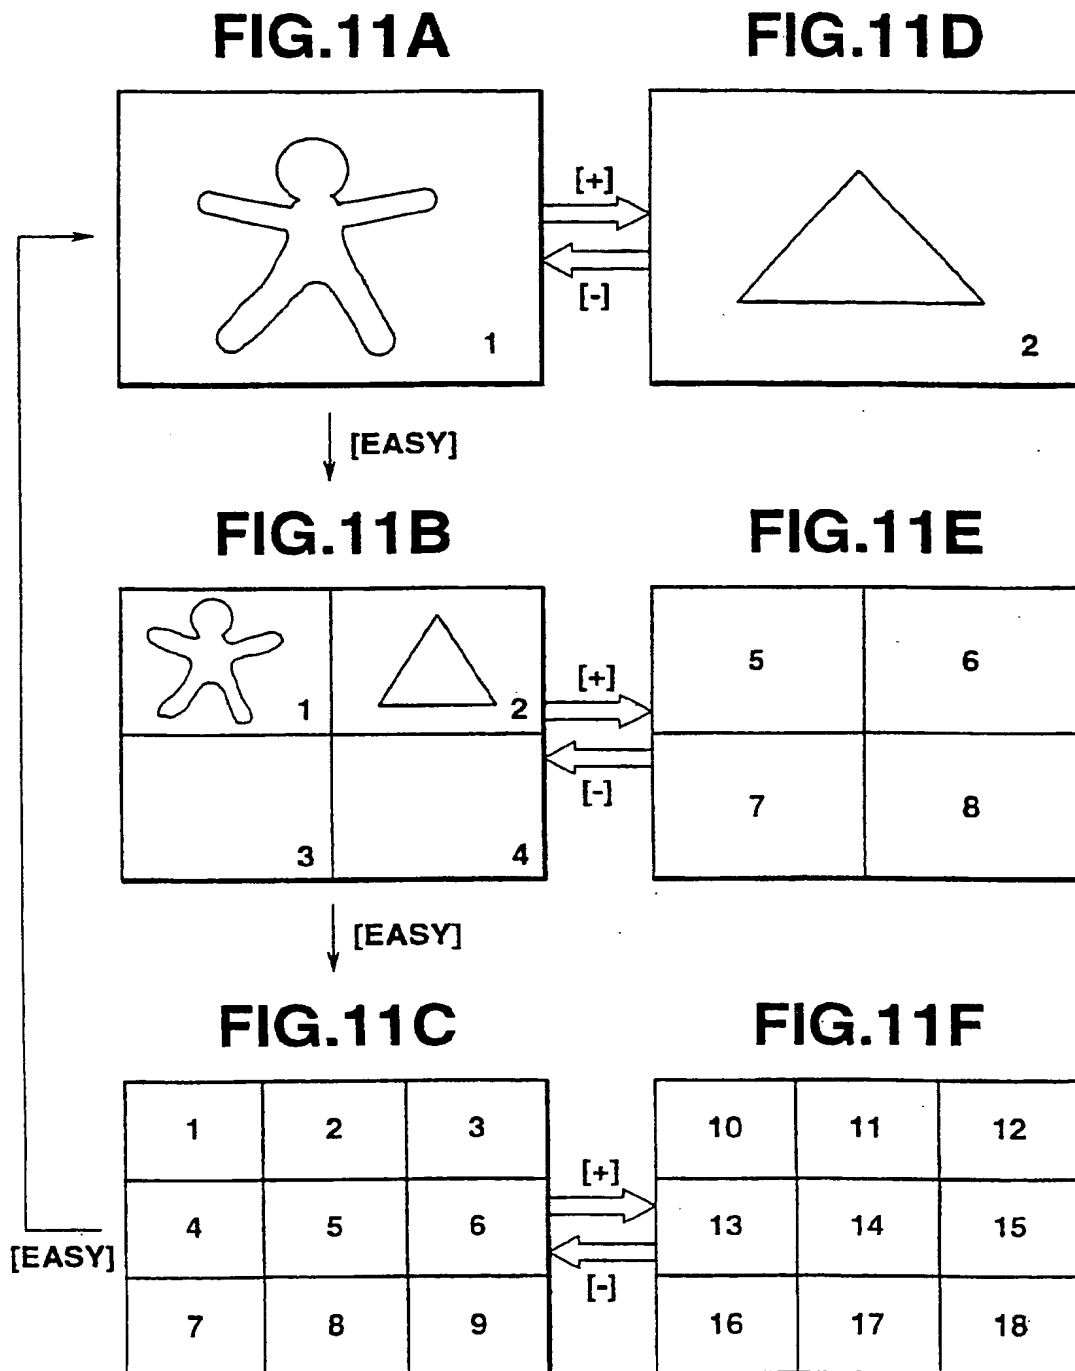 FIG.11A FIG.11D
[+]
[-]
1 2
[EASY]
FIG.11B FIG.11E
5 6
[+]
1 2
[-]
7 8
3 4
[EASY]
FIG.11C FIG.11F
1 2 3 10 11 12
[+]
4 5 6 13 14 15
[EASY]
[-]
7 8 9 16 17 18